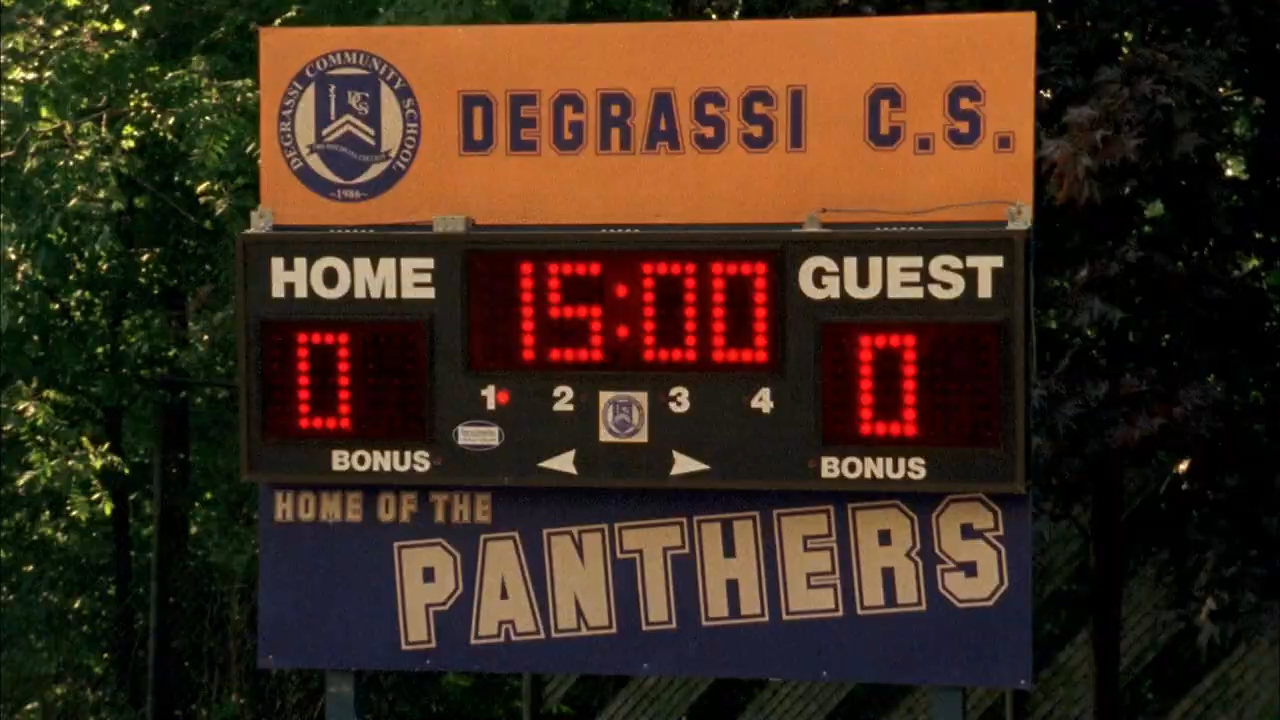 DEGRASSI COMMUNITY SCHOOL
DCS
~1986~
DEGRASSI C.S.
HOME 15:00 GUEST
0 0
1 2 3 4
BONUS BONUS
HOME OF THE
PANTHERS